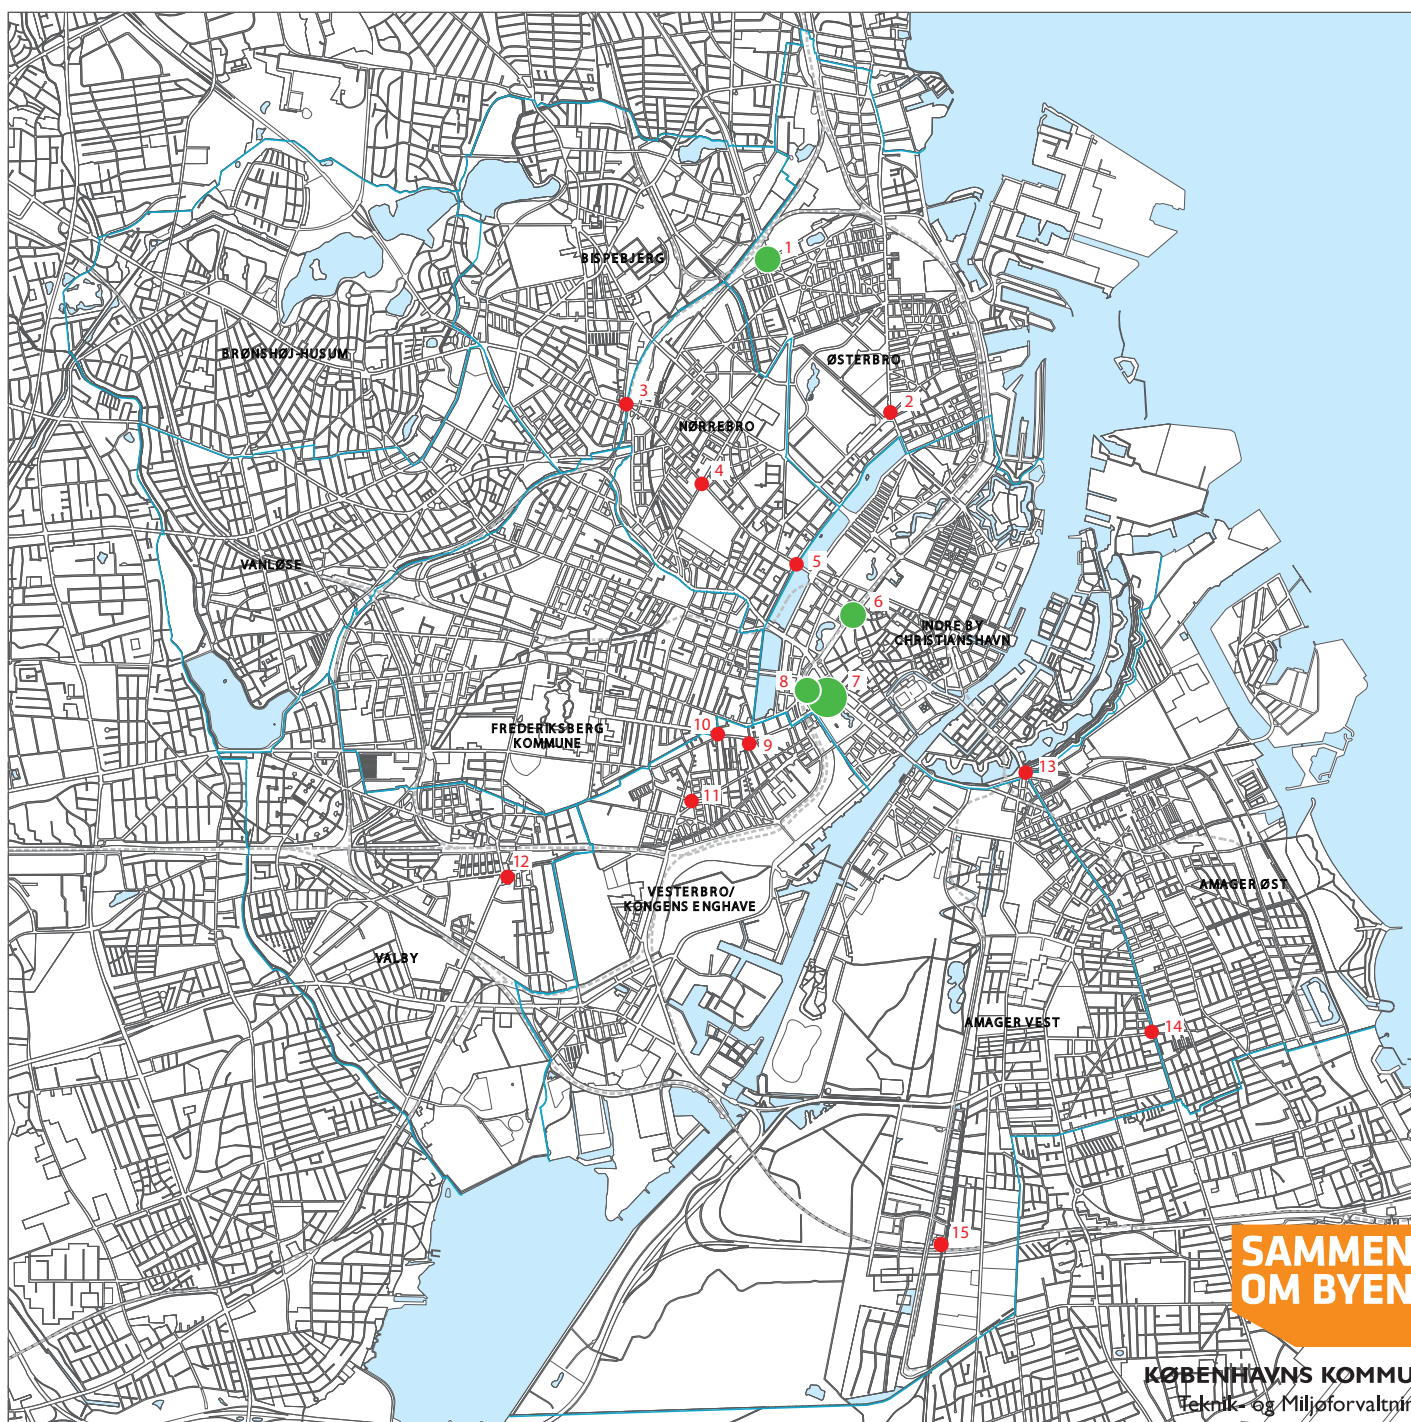 1
BISPEBJERG
BRØNSHØJ-HUSUM
ØSTERBRO
3
2
NØRREBRO
4
5
VANLØSE
6
INDRE BY
CHRISTIANSHAVN
8
7
10
FREDERIKSBERG
KOMMUNE
9
13
11
12
VESTERBRO/
KONGENS ENGHAVE
AMAGER ØST
VALBY
AMAGER VEST
14
15
SAMMEN
OM BYEN
KØBENHAVNS KOMMU
Teknik- og Miljøforvaltnin